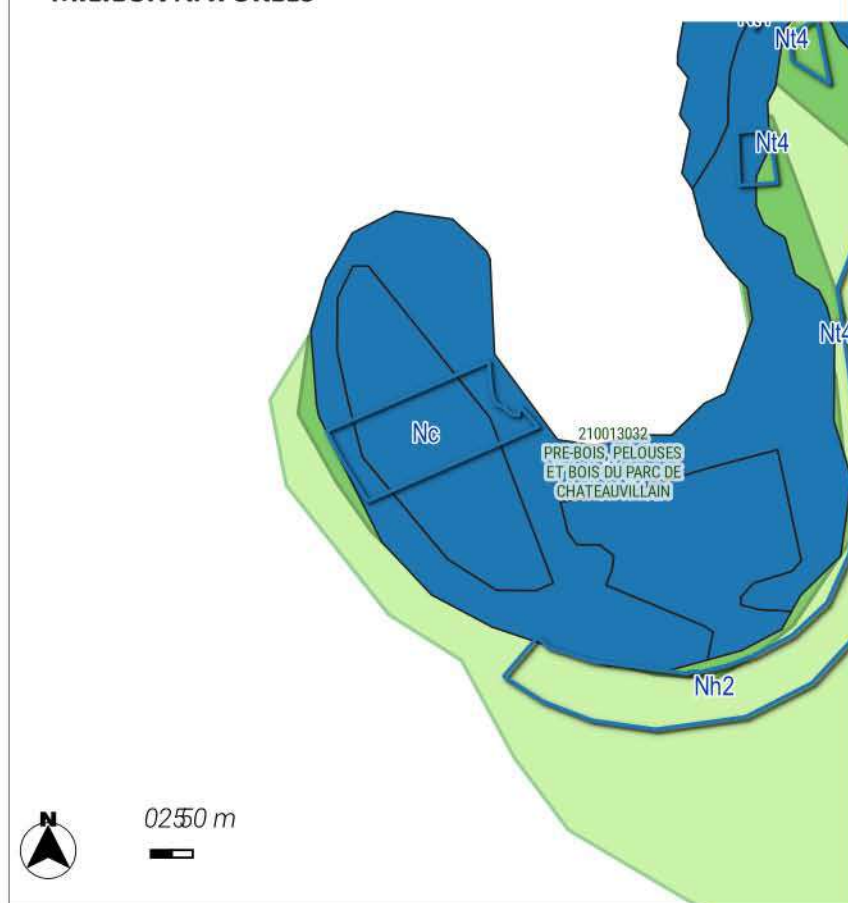 Nt4
Nt4
Nt4
Nc
210013032
PRE-BOIS, PELOUSES
ET BOIS DU PARC DE
CHATEAUVILLAIN
Nh2
N
02550 m